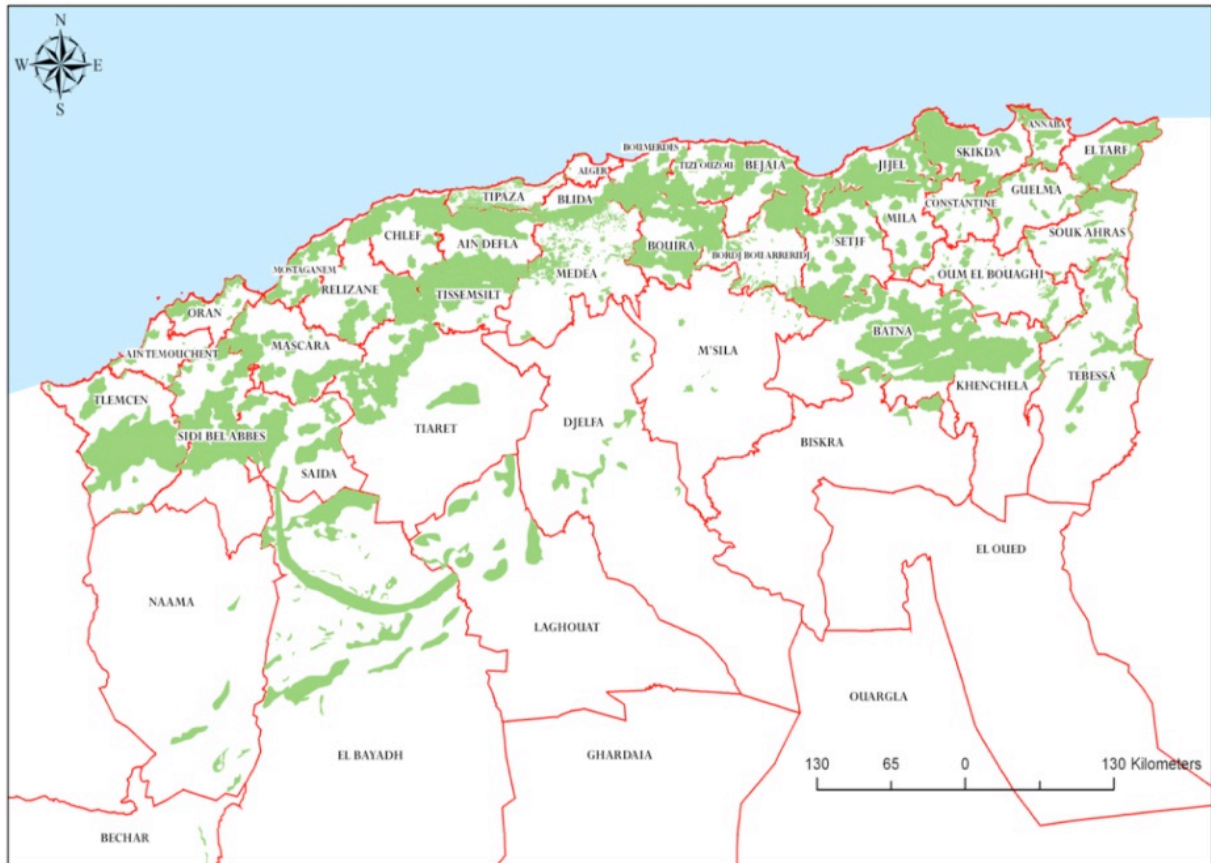 N
W E
S
ANNABA
BOUMERDES
SKIKDA
EL TARF
ALGER
TIZI OUZOU
BEJAIA
JIJEL
GUELMA
TIPAZA
BLIDA
CONSTANTINE
MILA
CHLEF
SOUK AHRAS
AIN DEFLA
BOUIRA
SETIF
BORDJ BOU ARRERIDJ
MOSTAGANEM
MEDEA
OUM EL BOUAGHI
RELIZANE
TISSEMSILT
ORAN
BATNA
MASCARA
M'SILA
AIN TEMOUCHENT
TEBESSA
KHENCHELA
TLEMCEN
DJELFA
TIARET
SIDI BEL ABBES
BISKRA
SAIDA
EL OUED
NAAMA
LAGHOUAT
OUARGLA
EL BAYADH
GHARDAIA
130 65 0 130 Kilometers
BECHAR